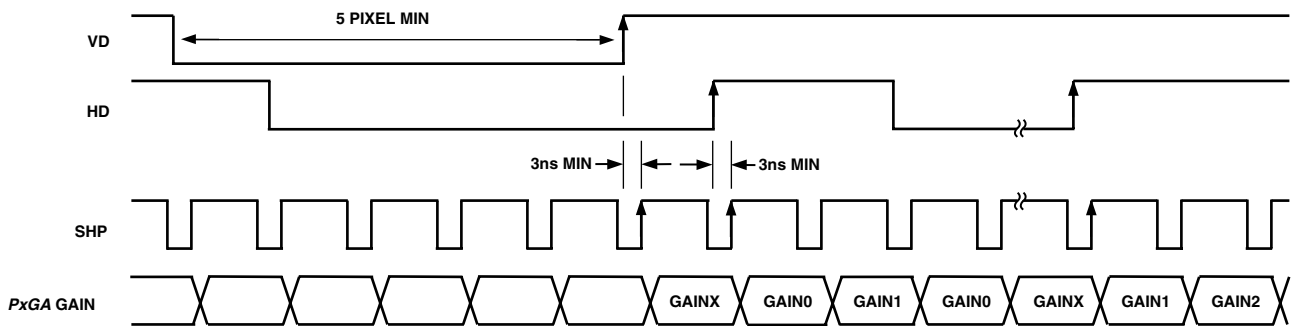 5 PIXEL MIN
VD
HD
3ns MIN
3ns MIN
SHP
PxGA GAIN
GAINX
GAIN0
GAIN1
GAIN0
GAINX
GAIN1
GAIN2